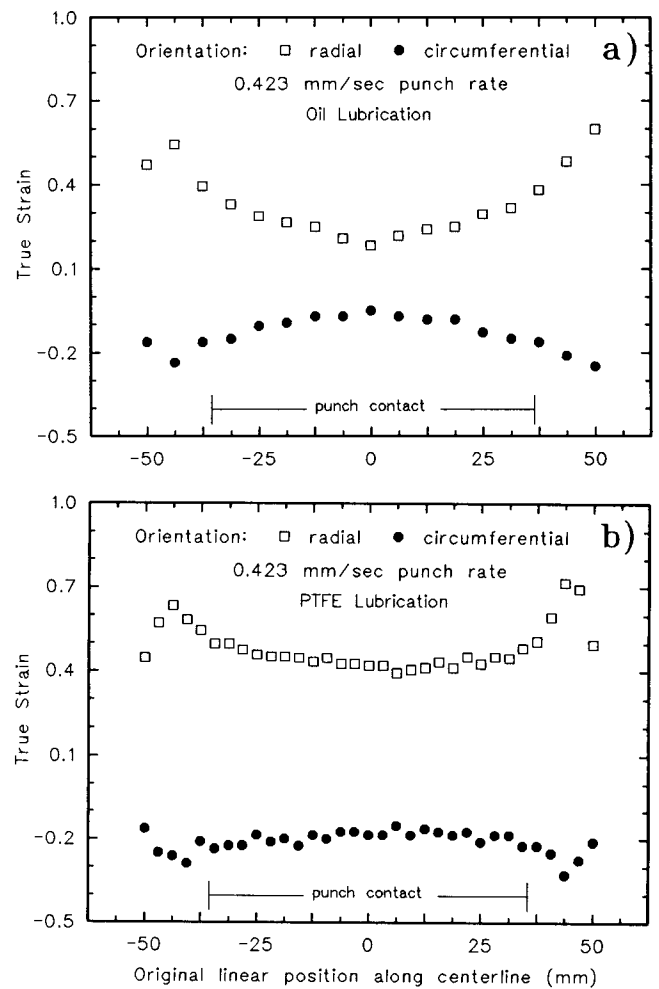 Orientation: □ radial ● circumferential a)
0.423 mm/sec punch rate
Oil Lubrication
1.0
0.7
0.4
0.1
-0.2
-0.5
True Strain
punch contact
-50 -25 0 25 50
Orientation: □ radial ● circumferential b)
0.423 mm/sec punch rate
PTFE Lubrication
1.0
0.7
0.4
0.1
-0.2
-0.5
True Strain
punch contact
-50 -25 0 25 50
Original linear position along centerline (mm)